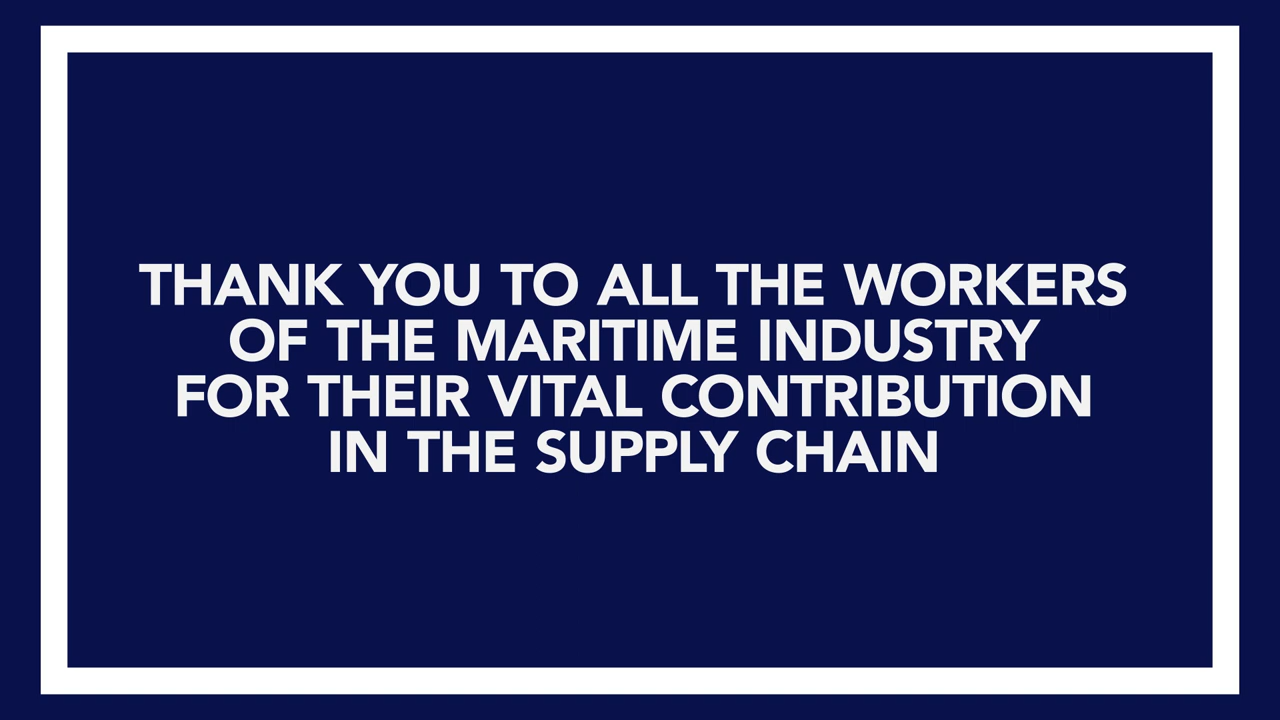 THANK YOU TO ALL THE WORKERS
OF THE MARITIME INDUSTRY
FOR THEIR VITAL CONTRIBUTION
IN THE SUPPLY CHAIN